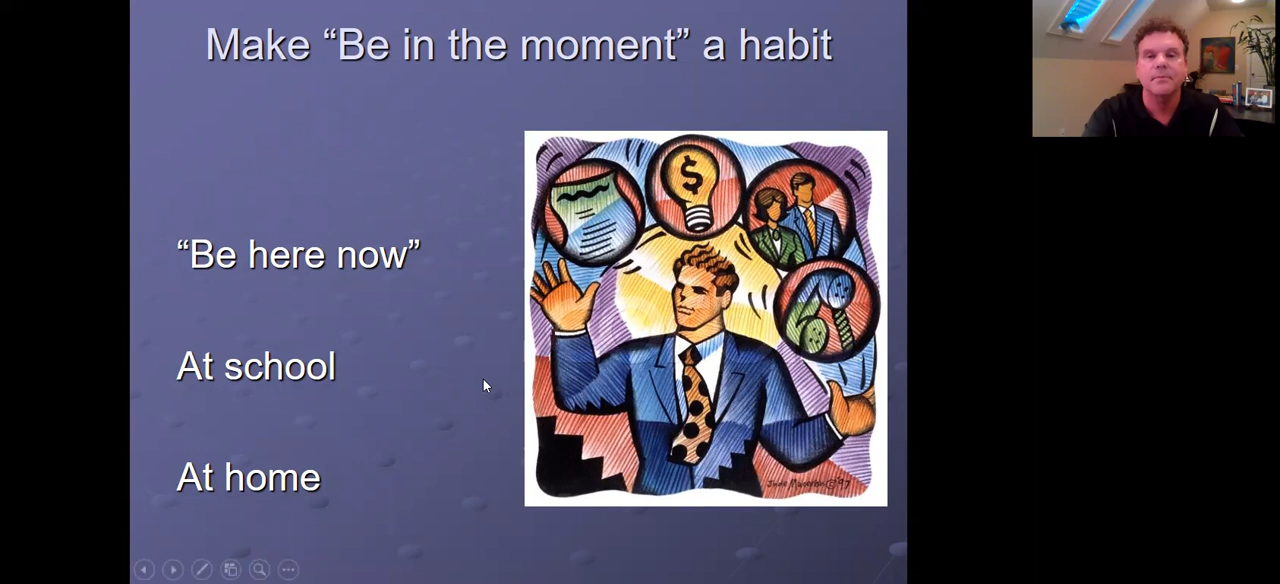 Make “Be in the moment” a habit
“Be here now”
At school
At home
$